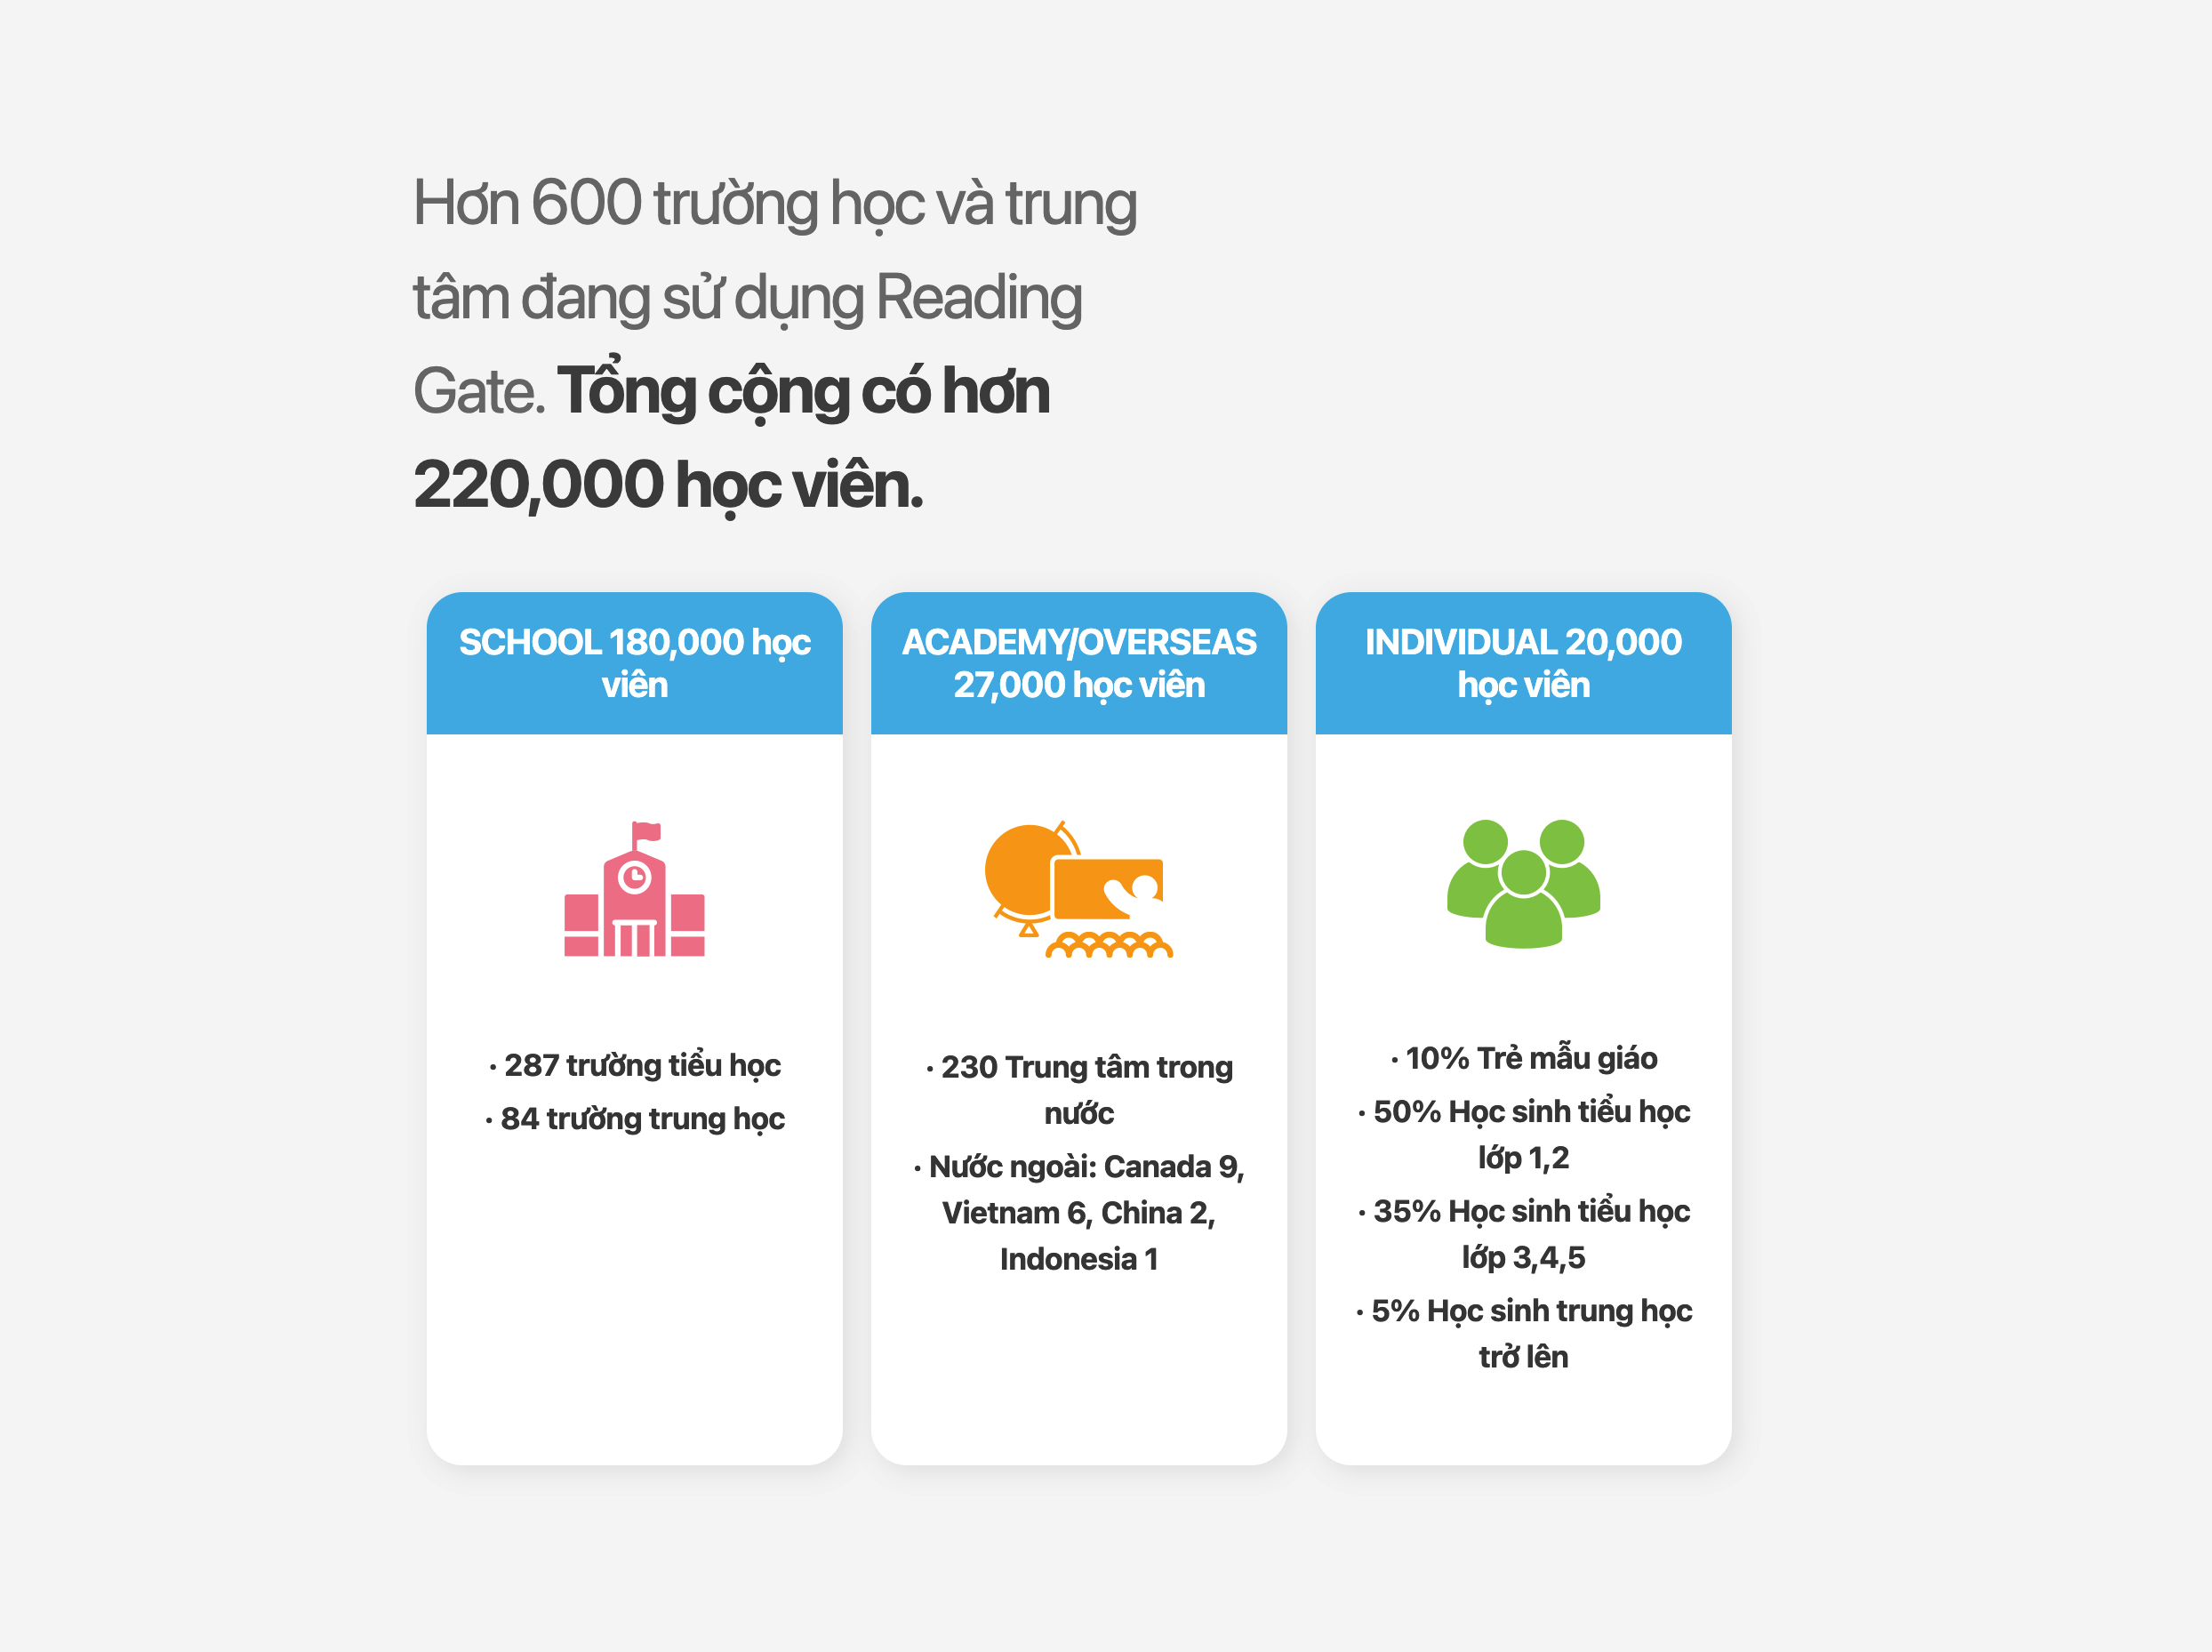 Hơn 600 trường học và trung
tâm đang sử dụng Reading
Gate. Tổng cộng có hơn
220,000 học viên.
SCHOOL 180,000 học
viên
· 287 trường tiểu học
· 84 trường trung học
ACADEMY/OVERSEAS
27,000 học viên
· 230 Trung tâm trong
nước
· Nước ngoài: Canada 9,
Vietnam 6, China 2,
Indonesia 1
INDIVIDUAL 20,000
học viên
· 10% Trẻ mẫu giáo
· 50% Học sinh tiểu học
lớp 1,2
· 35% Học sinh tiểu học
lớp 3,4,5
· 5% Học sinh trung học
trở lên